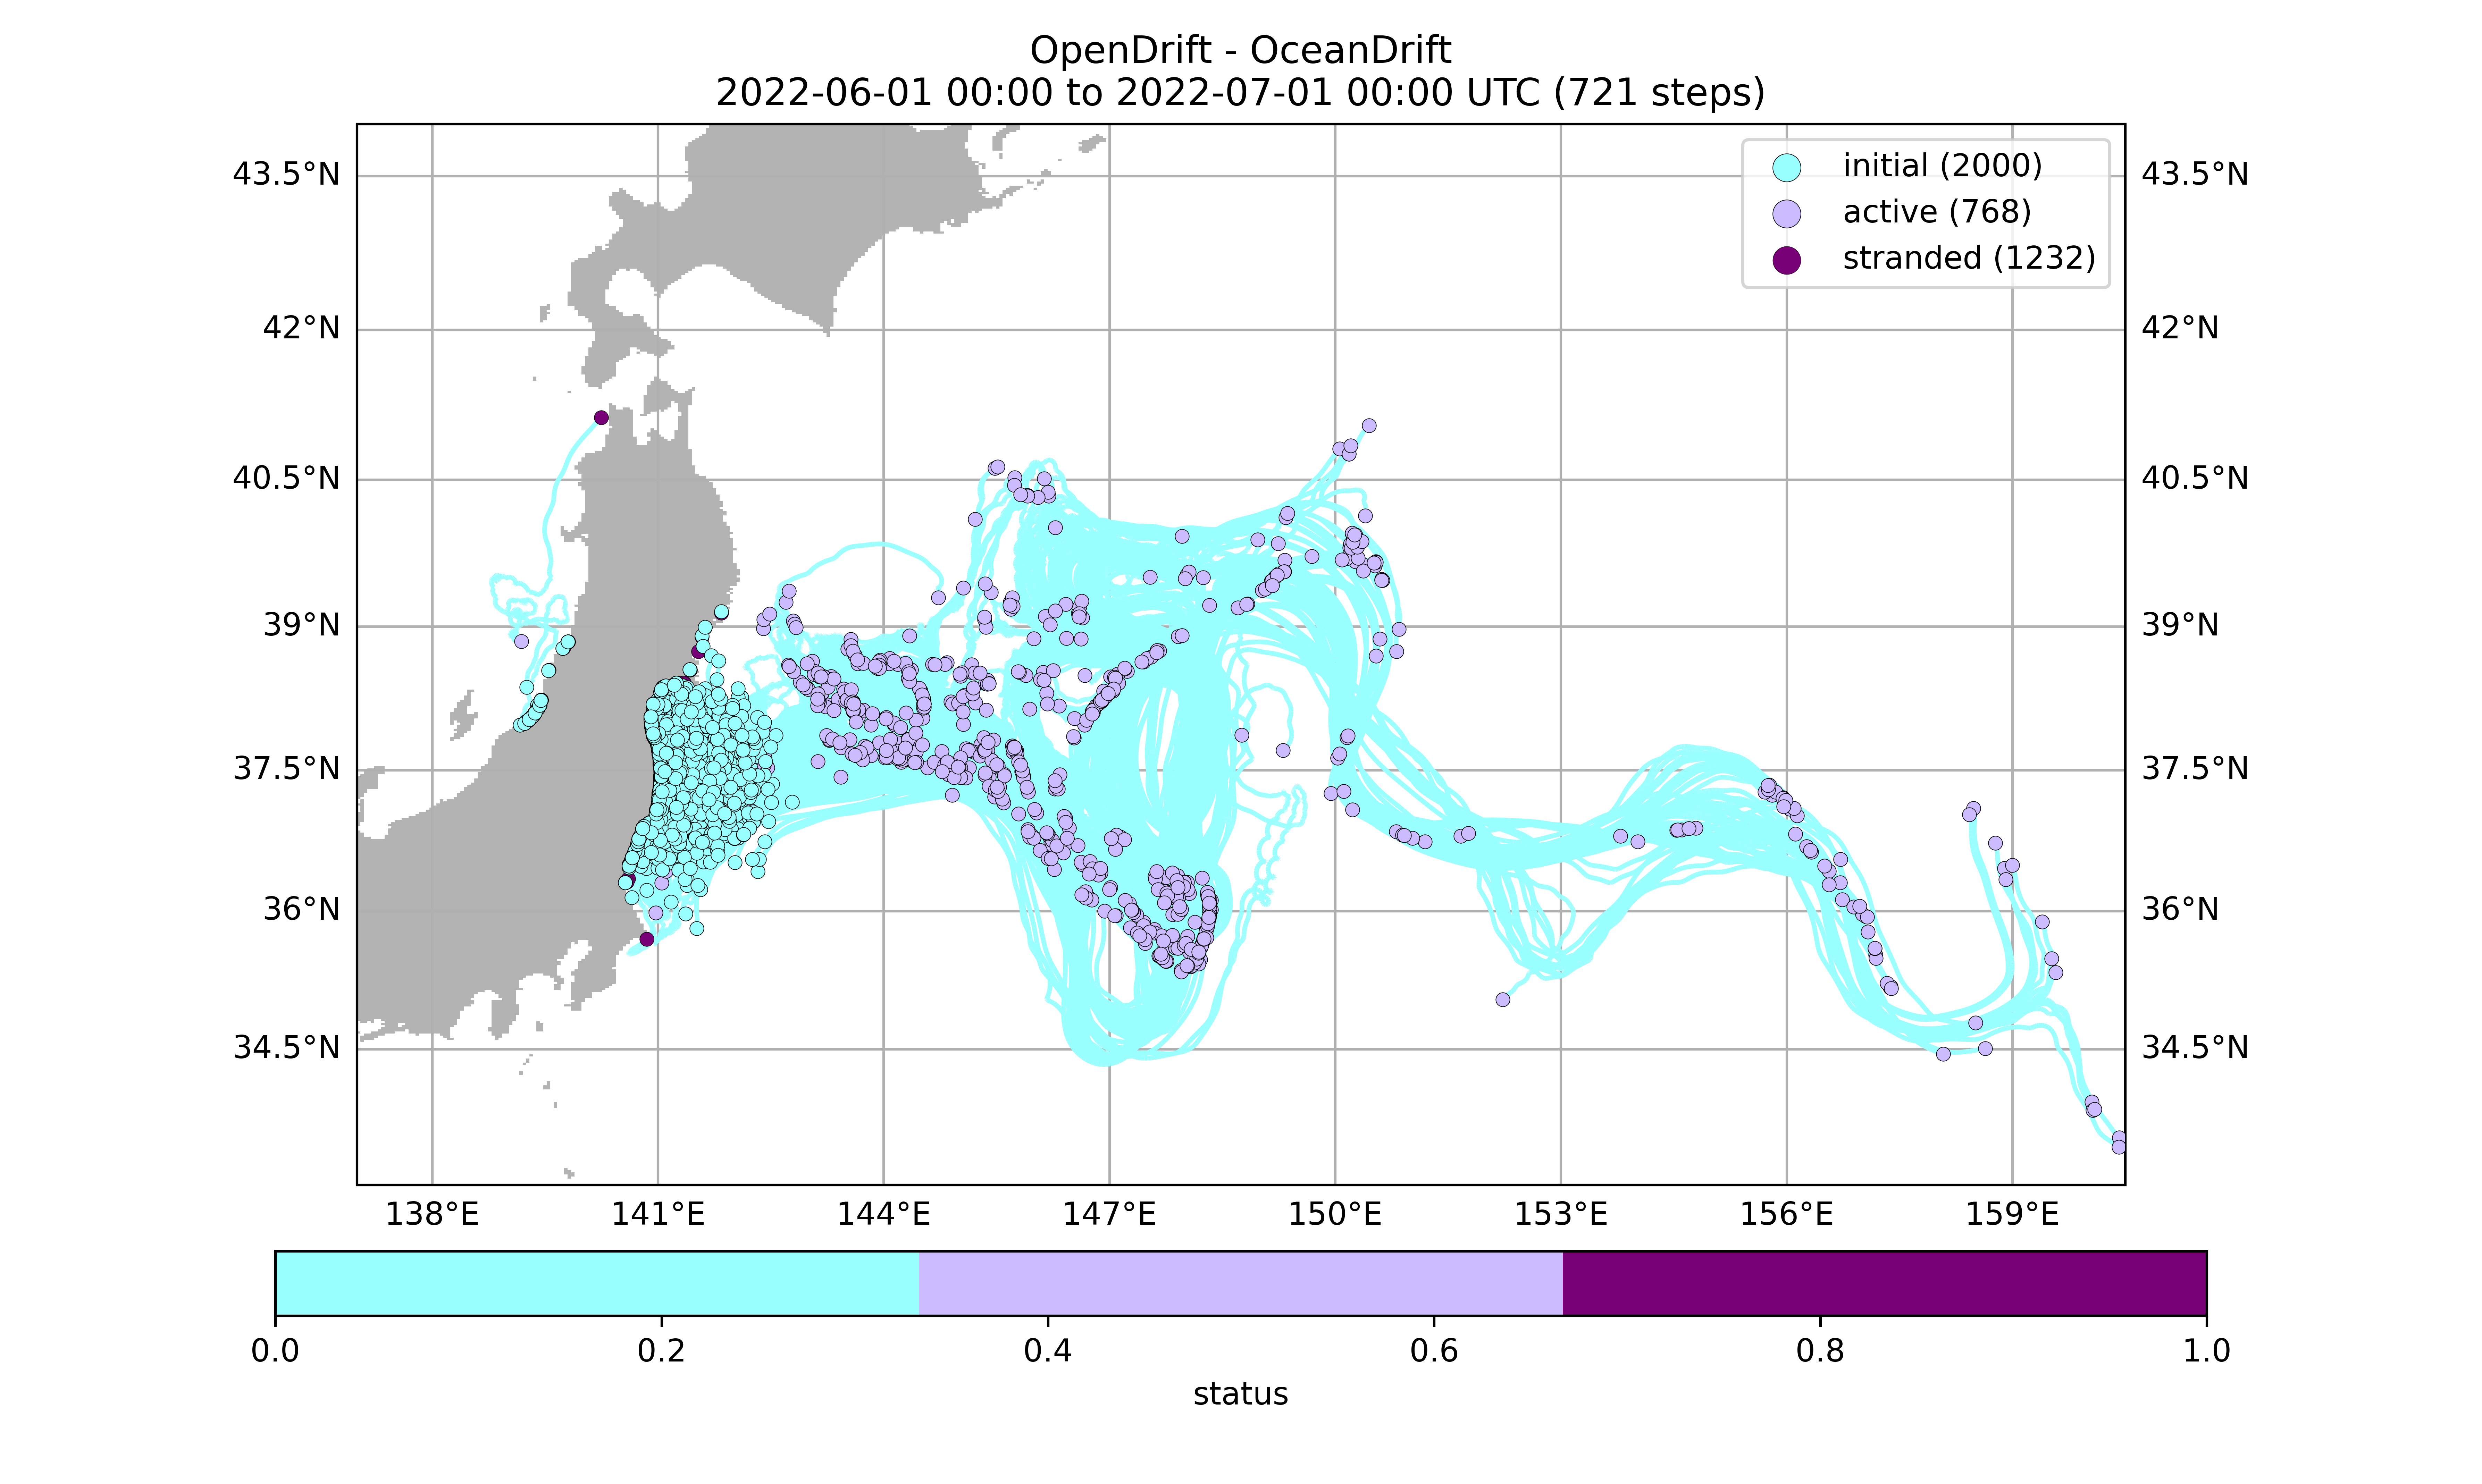 OpenDrift - OceanDrift
2022-06-01 00:00 to 2022-07-01 00:00 UTC (721 steps)
initial (2000)
active (768)
stranded (1232)
43.5°N 43.5°N
42°N 42°N
40.5°N 40.5°N
39°N 39°N
37.5°N 37.5°N
36°N 36°N
34.5°N 34.5°N
138°E 141°E 144°E 147°E 150°E 153°E 156°E 159°E
0.0 0.2 0.4 0.6 0.8 1.0
status